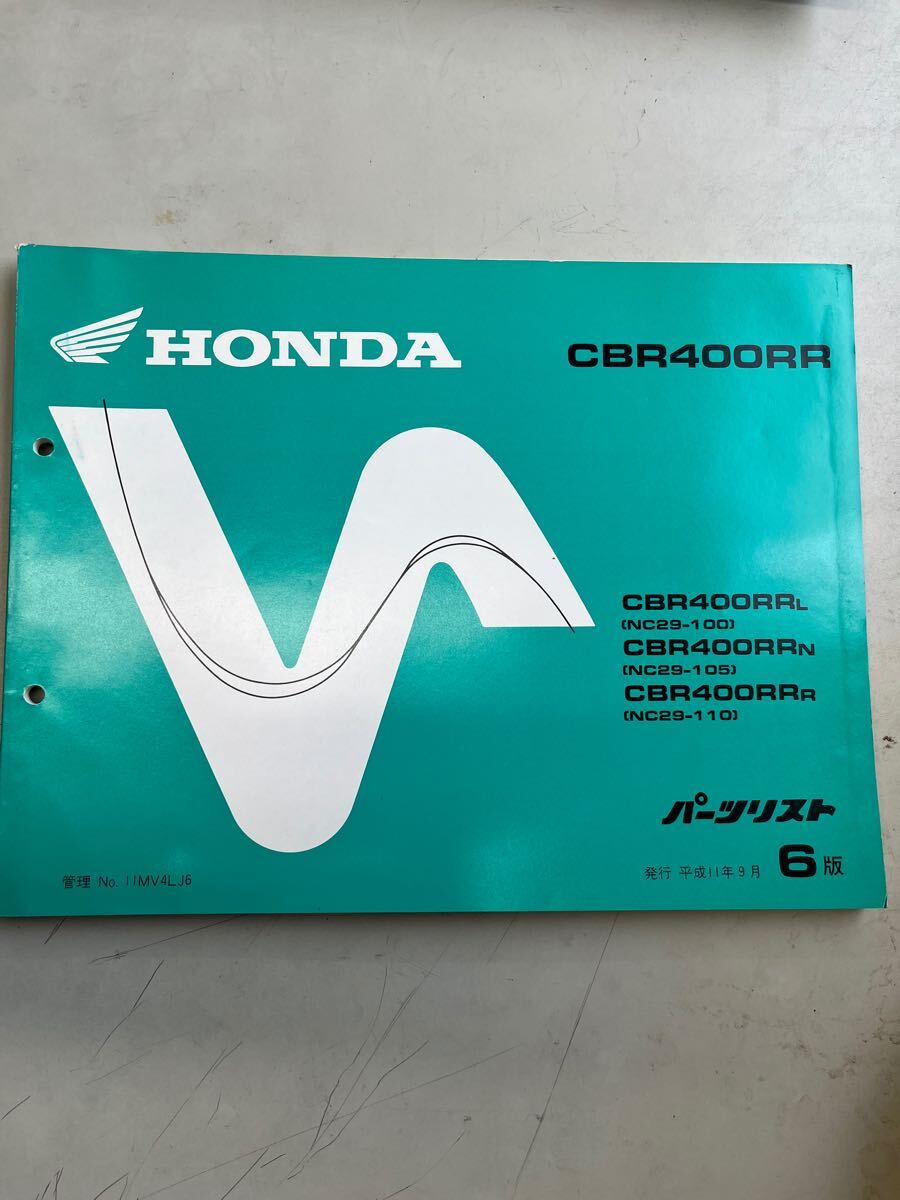 HONDA
CBR400RR
CBR400RRL
(NC29-100)
CBR400RRN
(NC29-105)
CBR400RRR
(NC29-110)
パーツリスト
管理 No. 11MV4LJ6
発行 平成11年9月 6版